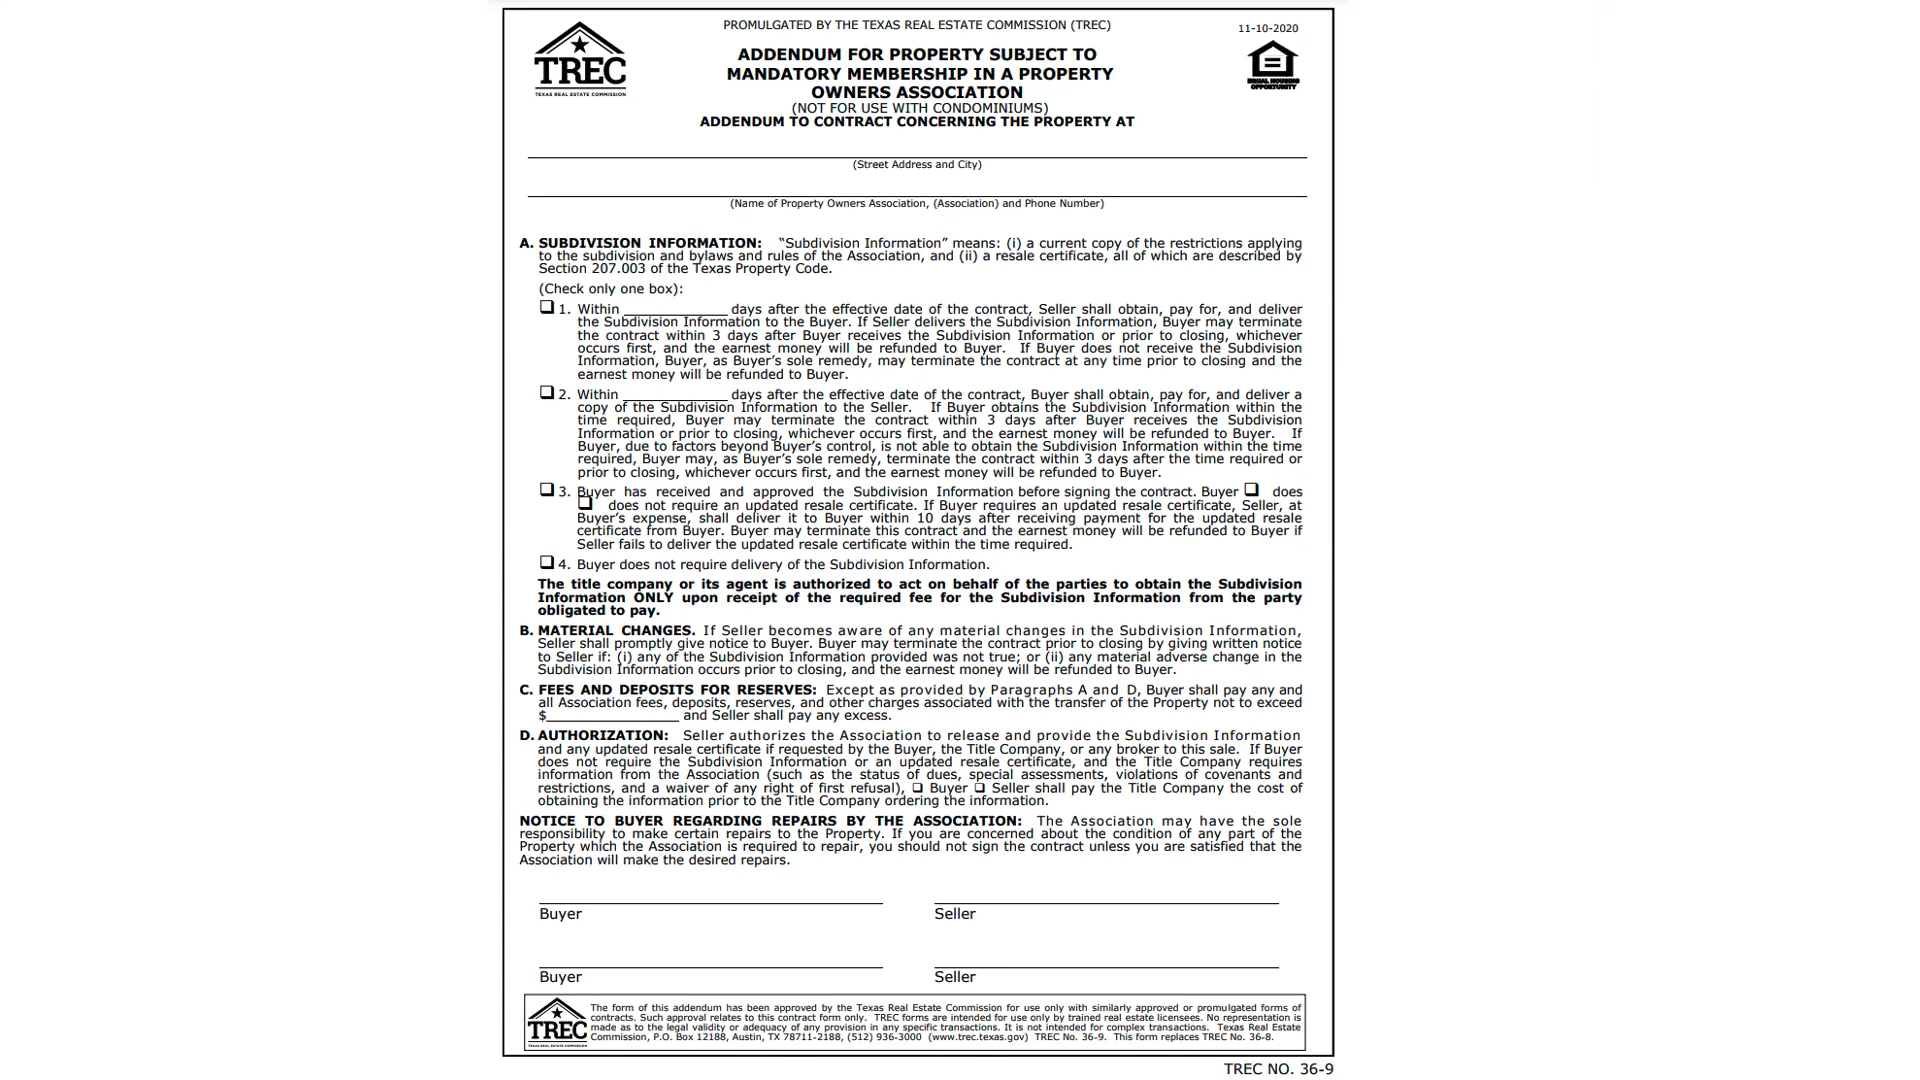 PROMULGATED BY THE TEXAS REAL ESTATE COMMISSION (TREC)
11-10-2020
TREC
TEXAS REAL ESTATE COMMISSION
EQUAL HOUSING
OPPORTUNITY
ADDENDUM FOR PROPERTY SUBJECT TO
MANDATORY MEMBERSHIP IN A PROPERTY
OWNERS ASSOCIATION
(NOT FOR USE WITH CONDOMINIUMS)
ADDENDUM TO CONTRACT CONCERNING THE PROPERTY AT
(Street Address and City)
(Name of Property Owners Association, (Association) and Phone Number)
A. SUBDIVISION INFORMATION: “Subdivision Information” means: (i) a current copy of the restrictions applying
to the subdivision and bylaws and rules of the Association, and (ii) a resale certificate, all of which are described by
Section 207.003 of the Texas Property Code.
(Check only one box):
❑ 1. Within ______________ days after the effective date of the contract, Seller shall obtain, pay for, and deliver
the Subdivision Information to the Buyer. If Seller delivers the Subdivision Information, Buyer may terminate
the contract within 3 days after Buyer receives the Subdivision Information or prior to closing, whichever
occurs first, and the earnest money will be refunded to Buyer. If Buyer does not receive the Subdivision
Information, Buyer, as Buyer’s sole remedy, may terminate the contract at any time prior to closing and the
earnest money will be refunded to Buyer.
❑ 2. Within ______________ days after the effective date of the contract, Buyer shall obtain, pay for, and deliver a
copy of the Subdivision Information to the Seller. If Buyer obtains the Subdivision Information within the
time required, Buyer may terminate the contract within 3 days after Buyer receives the Subdivision
Information or prior to closing, whichever occurs first, and the earnest money will be refunded to Buyer. If
Buyer, due to factors beyond Buyer’s control, is not able to obtain the Subdivision Information within the time
required, Buyer may, as Buyer’s sole remedy, terminate the contract within 3 days after the time required or
prior to closing, whichever occurs first, and the earnest money will be refunded to Buyer.
❑ 3. Buyer has received and approved the Subdivision Information before signing the contract. Buyer ❑ does
❑ does not require an updated resale certificate. If Buyer requires an updated resale certificate, Seller, at
Buyer’s expense, shall deliver it to Buyer within 10 days after receiving payment for the updated resale
certificate from Buyer. Buyer may terminate this contract and the earnest money will be refunded to Buyer if
Seller fails to deliver the updated resale certificate within the time required.
❑ 4. Buyer does not require delivery of the Subdivision Information.
The title company or its agent is authorized to act on behalf of the parties to obtain the Subdivision
Information ONLY upon receipt of the required fee for the Subdivision Information from the party
obligated to pay.
B. MATERIAL CHANGES. If Seller becomes aware of any material changes in the Subdivision Information,
Seller shall promptly give notice to Buyer. Buyer may terminate the contract prior to closing by giving written notice
to Seller if: (i) any of the Subdivision Information provided was not true; or (ii) any material adverse change in the
Subdivision Information occurs prior to closing, and the earnest money will be refunded to Buyer.
C. FEES AND DEPOSITS FOR RESERVES: Except as provided by Paragraphs A and D, Buyer shall pay any and
all Association fees, deposits, reserves, and other charges associated with the transfer of the Property not to exceed
$__________________ and Seller shall pay any excess.
D. AUTHORIZATION: Seller authorizes the Association to release and provide the Subdivision Information
and any updated resale certificate if requested by the Buyer, the Title Company, or any broker to this sale. If Buyer
does not require the Subdivision Information or an updated resale certificate, and the Title Company requires
information from the Association (such as the status of dues, special assessments, violations of covenants and
restrictions, and a waiver of any right of first refusal), ❑ Buyer ❑ Seller shall pay the Title Company the cost of
obtaining the information prior to the Title Company ordering the information.
NOTICE TO BUYER REGARDING REPAIRS BY THE ASSOCIATION: The Association may have the sole
responsibility to make certain repairs to the Property. If you are concerned about the condition of any part of the
Property which the Association is required to repair, you should not sign the contract unless you are satisfied that the
Association will make the desired repairs.
Buyer
Seller
Buyer
Seller
TREC
TEXAS REAL ESTATE COMMISSION
The form of this addendum has been approved by the Texas Real Estate Commission for use only with similarly approved or promulgated forms of
contracts. Such approval relates to this contract form only. TREC forms are intended for use only by trained real estate licensees. No representation is
made as to the legal validity or adequacy of any provision in any specific transactions. It is not intended for complex transactions. Texas Real Estate
Commission, P.O. Box 12188, Austin, TX 78711-2188, (512) 936-3000 (www.trec.texas.gov) TREC No. 36-9. This form replaces TREC No. 36-8.
TREC NO. 36-9